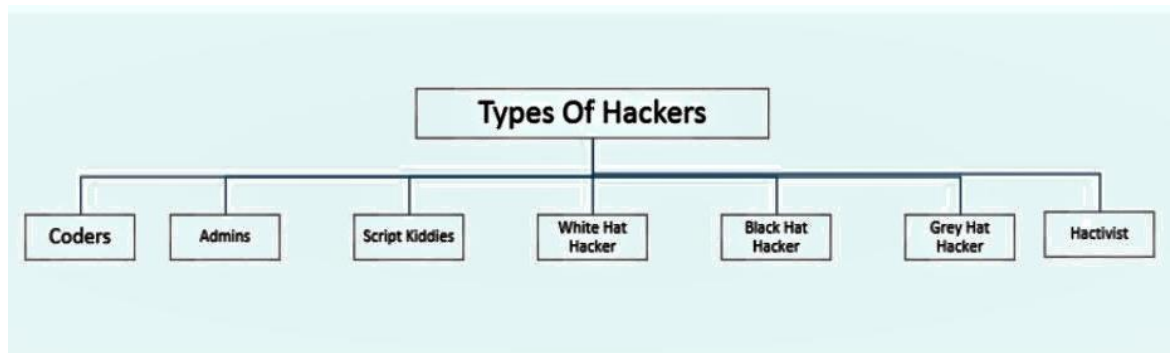 Types Of Hackers
Coders
Admins
Script Kiddies
White Hat
Hacker
Black Hat
Hacker
Grey Hat
Hacker
Hactivist